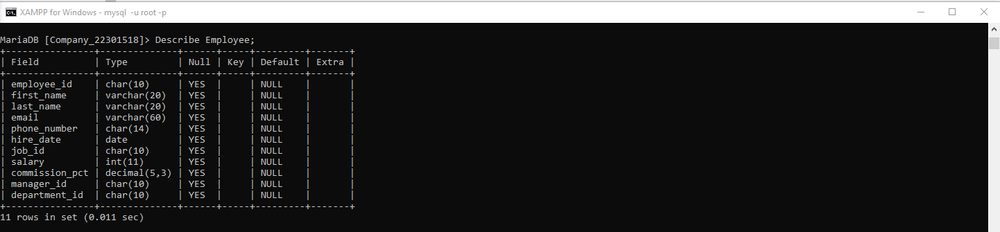 XAMPP for Windows - mysql  -u root -p
MariaDB [Company_22301518]> Describe Employee;
+----------------+--------------+------+-----+---------+-------+
| Field          | Type         | Null | Key | Default | Extra |
+----------------+--------------+------+-----+---------+-------+
| employee_id    | char(10)     | YES  |     | NULL    |       |
| first_name     | varchar(20)  | YES  |     | NULL    |       |
| last_name      | varchar(20)  | YES  |     | NULL    |       |
| email          | varchar(60)  | YES  |     | NULL    |       |
| phone_number   | char(14)     | YES  |     | NULL    |       |
| hire_date      | date         | YES  |     | NULL    |       |
| job_id         | char(10)     | YES  |     | NULL    |       |
| salary         | int(11)      | YES  |     | NULL    |       |
| commission_pct | decimal(5,3) | YES  |     | NULL    |       |
| manager_id     | char(10)     | YES  |     | NULL    |       |
| department_id  | char(10)     | YES  |     | NULL    |       |
+----------------+--------------+------+-----+---------+-------+
11 rows in set (0.011 sec)